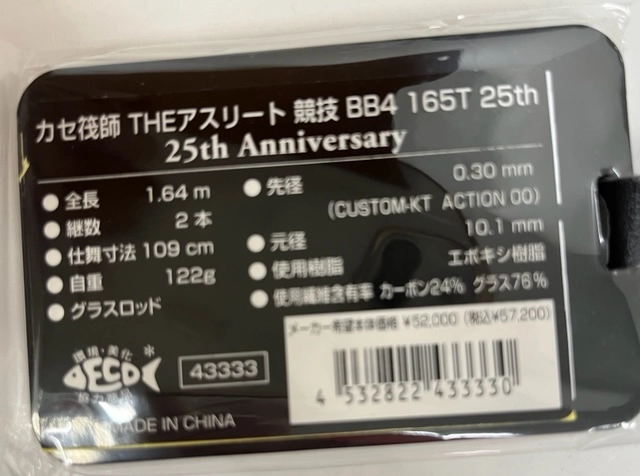 カセ筏師 THEアスリート 競技 BB4 165T 25th
25th Anniversary
●全長 1.64 m
●継数 2 本
●仕舞寸法 109 cm
●自重 122g
●グラスロッド
●先径 0.30 mm
(CUSTOM-KT ACTION 00)
●元径 10.1 mm
●使用樹脂 エポキシ樹脂
●使用繊維含有率 カーボン24% グラス76%
メーカー希望本体価格 ¥52,000 (税込¥57,200)
4 532822 433330
環境・美化
ECO
43333
MADE IN CHINA